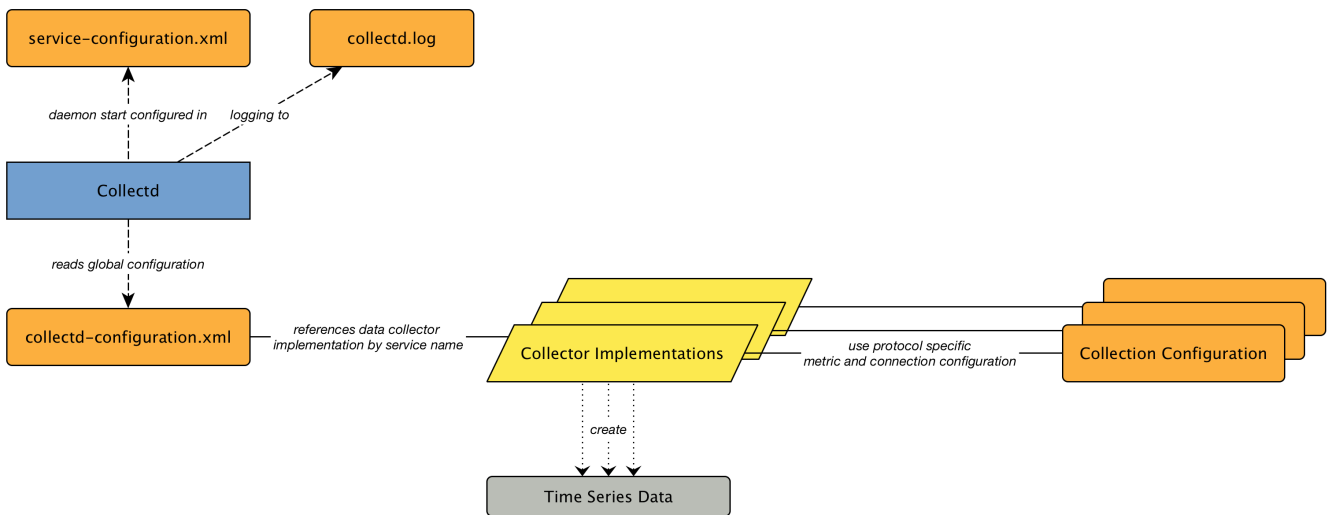 service-configuration.xml
collectd.log
daemon start configured in
logging to
Collectd
reads global configuration
collectd-configuration.xml
references data collector
implementation by service name
Collector Implementations
use protocol specific
metric and connection configuration
Collection Configuration
create
Time Series Data